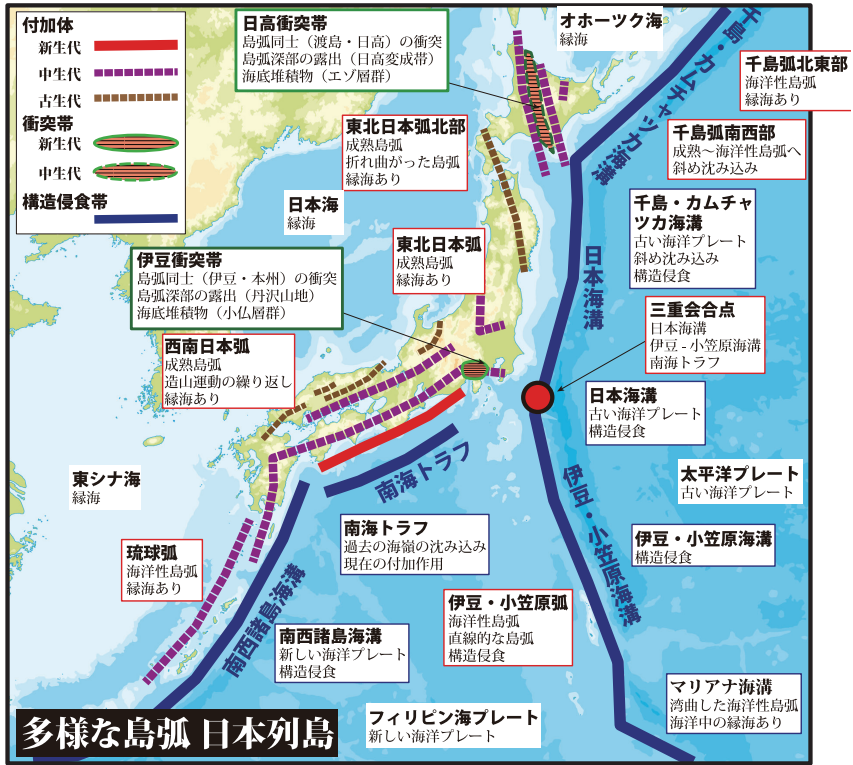 付加体
新生代
中生代
古生代
衝突帯
新生代
中生代
構造侵食帯
日高衝突帯
島弧同士（渡島・日高）の衝突
島弧深部の露出（日高変成帯）
海底堆積物（エゾ層群）
オホーツク海
縁海
千島・カムチャツカ海溝
千島弧北東部
海洋性島弧
縁海あり
東北日本弧北部
成熟島弧
折れ曲がった島弧
縁海あり
千島弧南西部
成熟～海洋性島弧へ
斜め沈み込み
日本海
縁海
千島・カムチャ
ツカ海溝
古い海洋プレート
斜め沈み込み
構造侵食
東北日本弧
成熟島弧
縁海あり
日本海溝
伊豆衝突帯
島弧同士（伊豆・本州）の衝突
島弧深部の露出（丹沢山地）
海底堆積物（小仏層群）
三重会合点
日本海溝
伊豆 - 小笠原海溝
南海トラフ
西南日本弧
成熟島弧
造山運動の繰り返し
縁海あり
日本海溝
古い海洋プレート
構造侵食
東シナ海
縁海
南海トラフ
太平洋プレート
古い海洋プレート
伊豆・小笠原海溝
南海トラフ
過去の海嶺の沈み込み
現在の付加作用
伊豆・小笠原海溝
構造侵食
琉球弧
海洋性島弧
縁海あり
南西諸島海溝
伊豆・小笠原弧
海洋性島弧
直線的な島弧
構造侵食
南西諸島海溝
新しい海洋プレート
構造侵食
マリアナ海溝
湾曲した海洋性島弧
海洋中の縁海あり
フィリピン海プレート
新しい海洋プレート
多様な島弧 日本列島